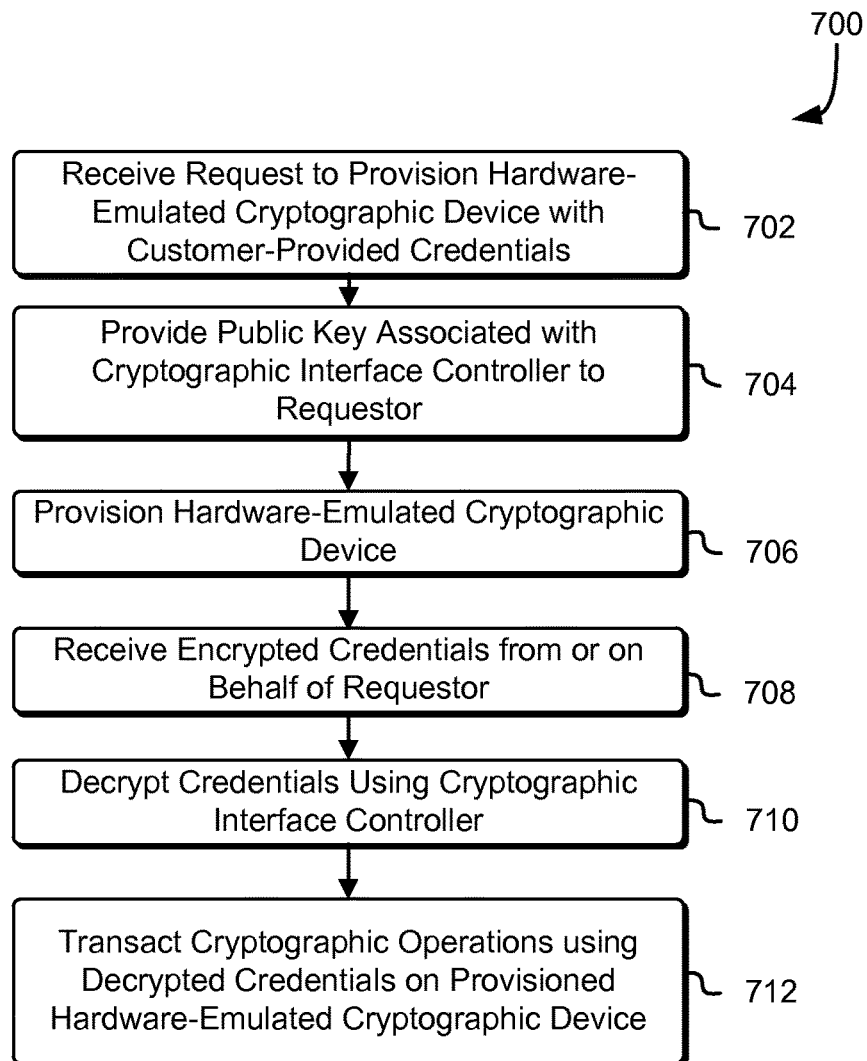 700
Receive Request to Provision Hardware-
Emulated Cryptographic Device with
Customer-Provided Credentials
702
Provide Public Key Associated with
Cryptographic Interface Controller to
Requestor
704
Provision Hardware-Emulated Cryptographic
Device
706
Receive Encrypted Credentials from or on
Behalf of Requestor
708
Decrypt Credentials Using Cryptographic
Interface Controller
710
Transact Cryptographic Operations using
Decrypted Credentials on Provisioned
Hardware-Emulated Cryptographic Device
712